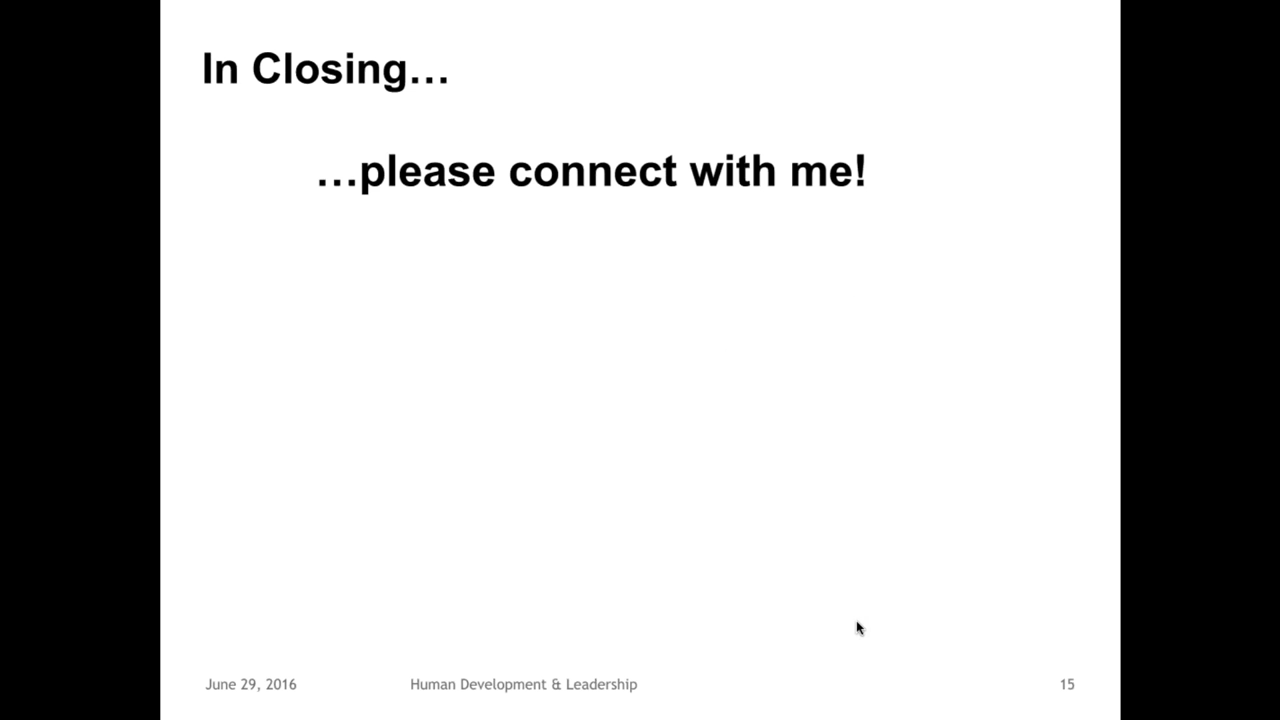 In Closing…
…please connect with me!
June 29, 2016
Human Development & Leadership
15